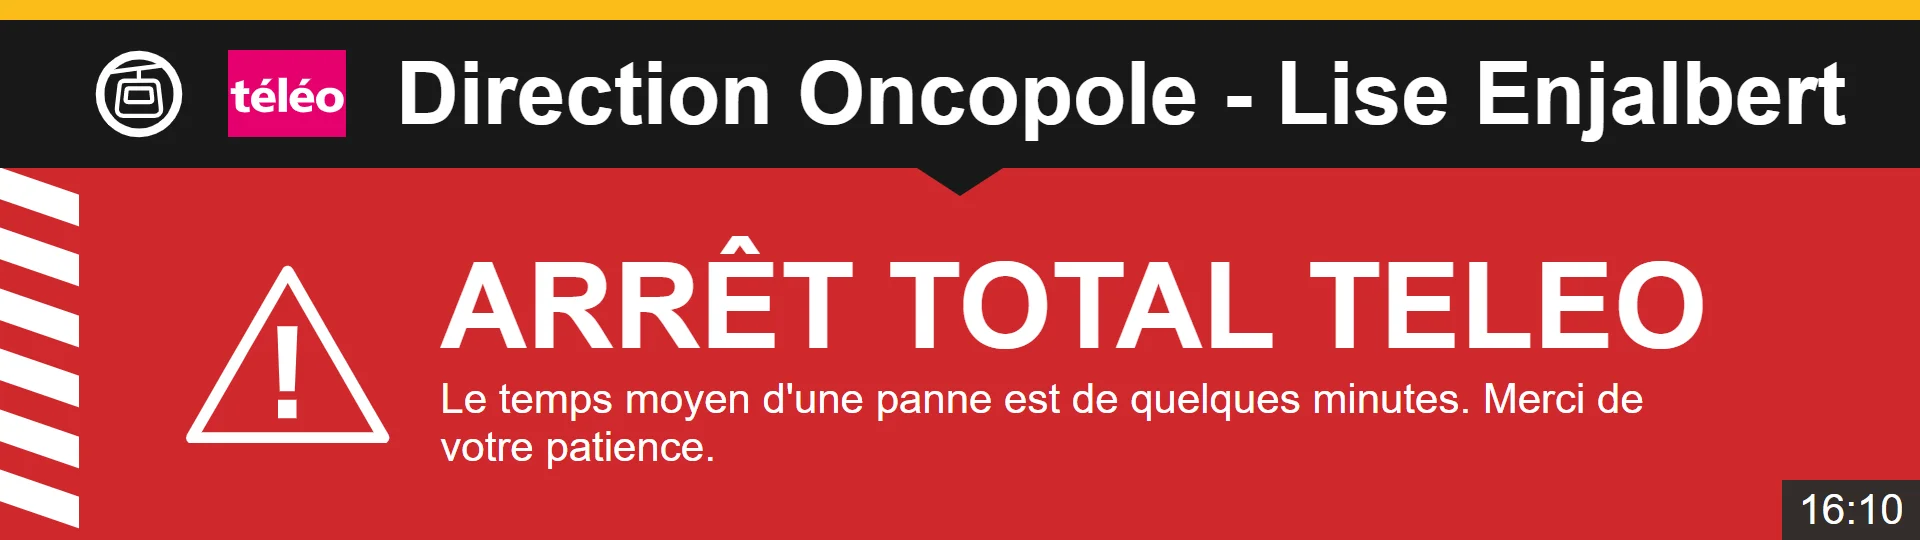 téléo Direction Oncopole - Lise Enjalbert
ARRÊT TOTAL TELEO
Le temps moyen d'une panne est de quelques minutes. Merci de
votre patience.
16:10